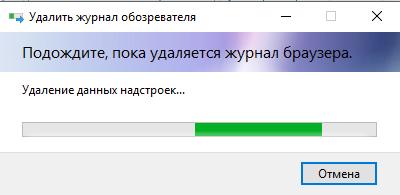 Удалить журнал обозревателя
Подождите, пока удаляется журнал браузера.
Удаление данных надстроек...
Отмена